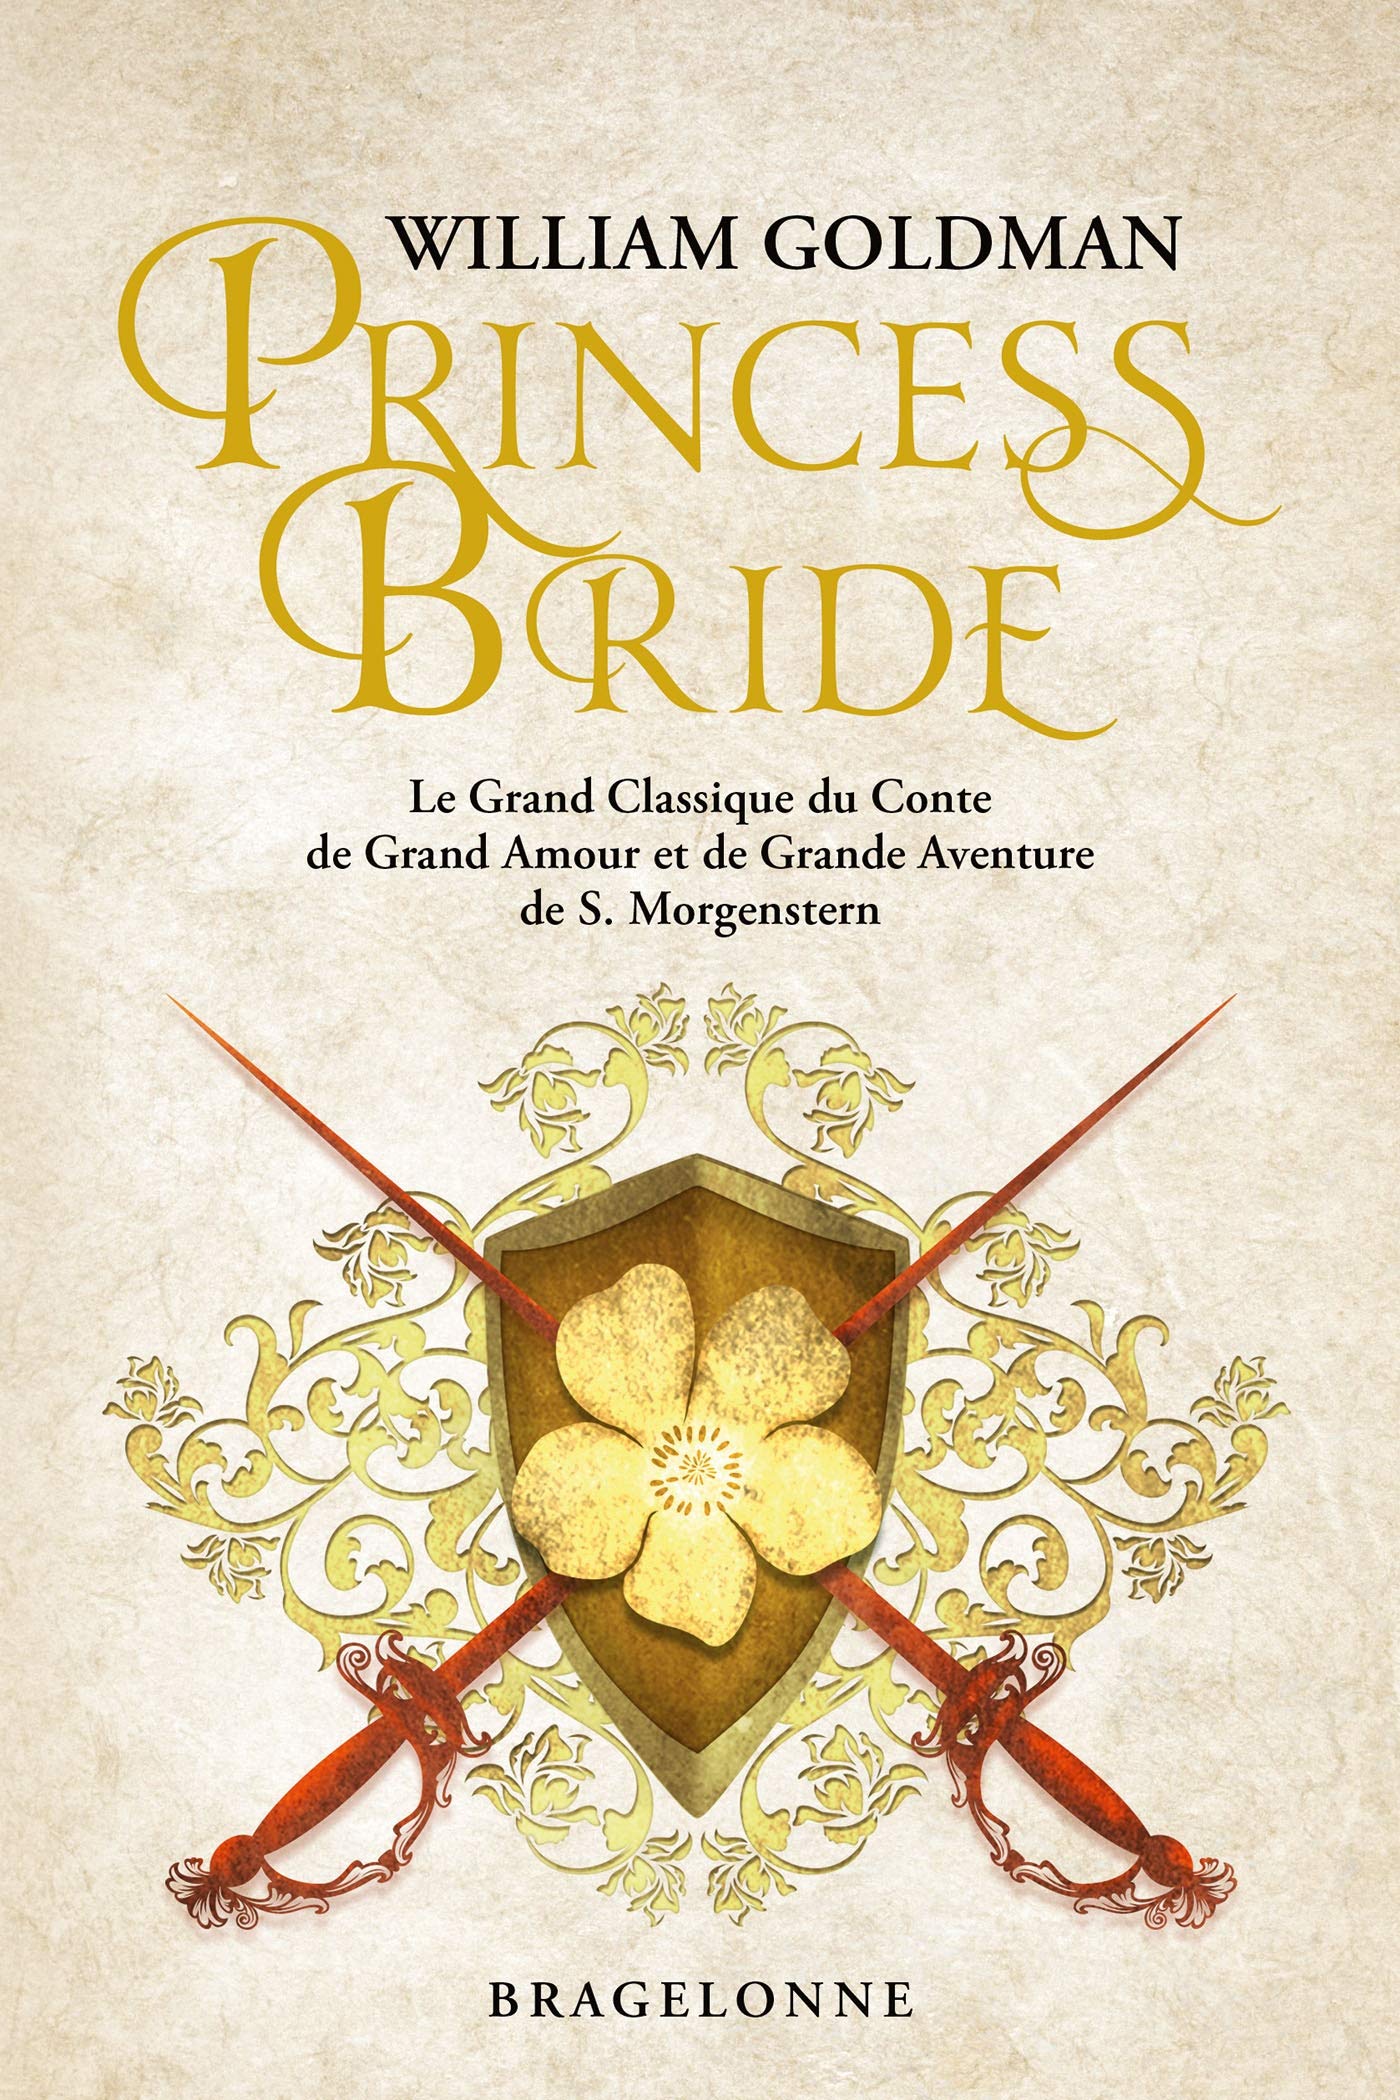 WILLIAM GOLDMAN
PRINCESS
BRIDE
Le Grand Classique du Conte
de Grand Amour et de Grande Aventure
de S. Morgenstern
BRAGELONNE